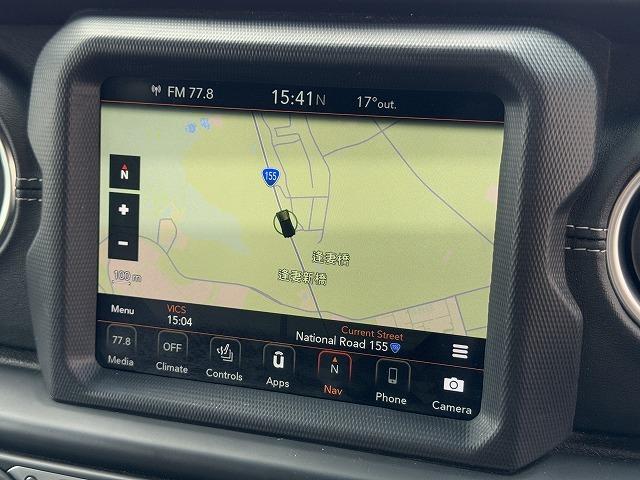 FM 77.8
15:41 N
17°out.
N
155
+
−
逢妻橋
逢妻新橋
100 m
Menu
VICS
15:04
Current Street
National Road 155
77.8
Media
OFF
Climate
Controls
Apps
N
Nav
Phone
Camera